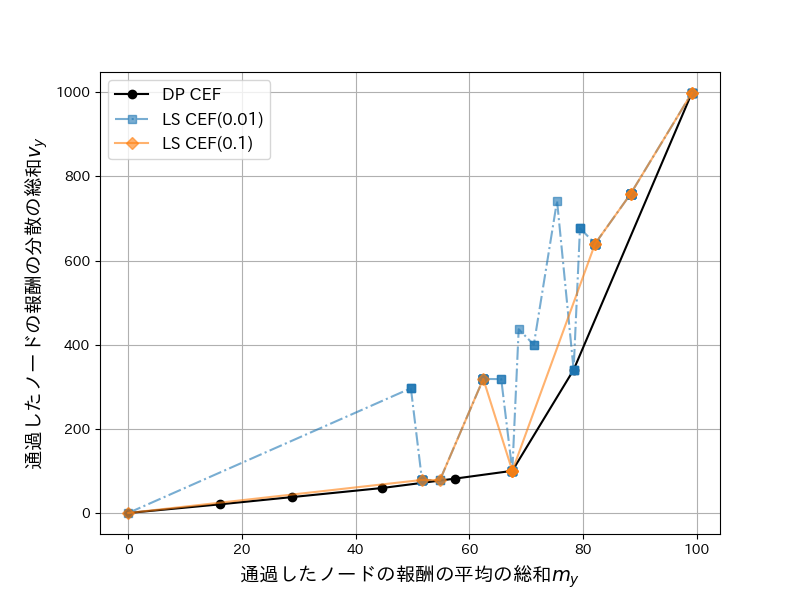 DP CEF
LS CEF(0.01)
LS CEF(0.1)
1000
800
600
400
200
0
通過したノードの報酬の分散の総和v_y
0 20 40 60 80 100
通過したノードの報酬の平均の総和m_y